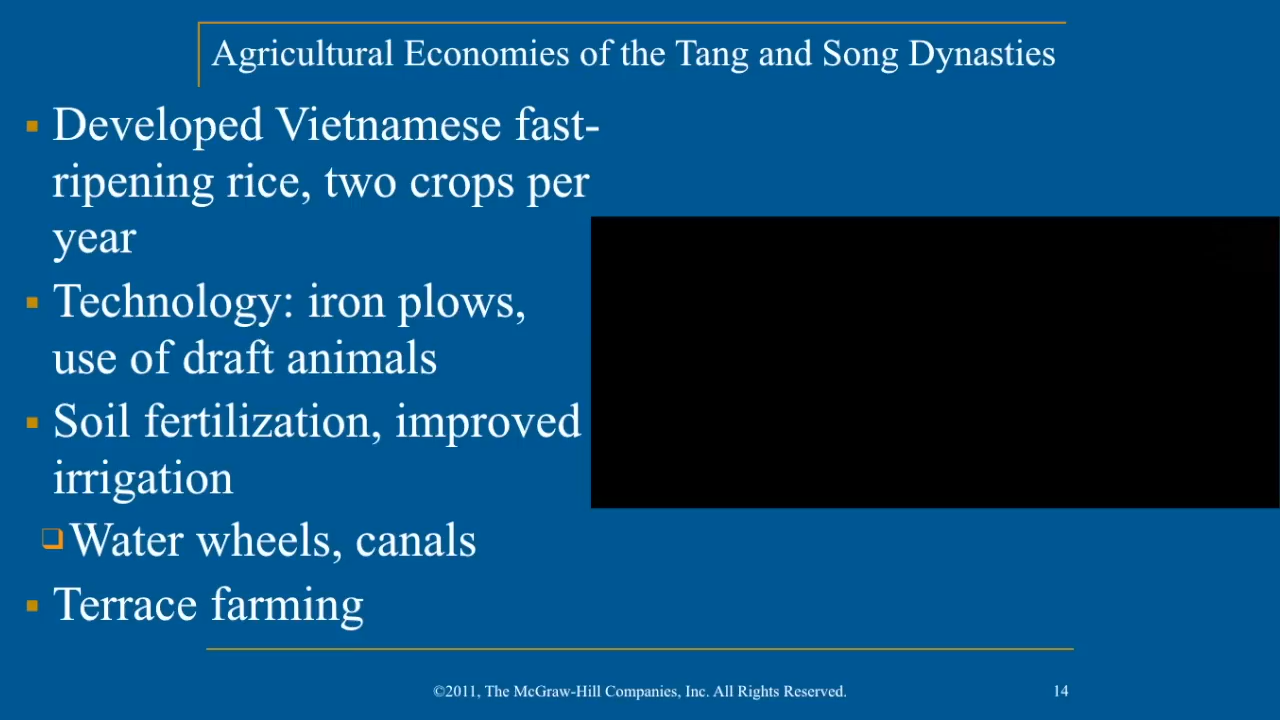 Agricultural Economies of the Tang and Song Dynasties
Developed Vietnamese fast-
ripening rice, two crops per
year
Technology: iron plows,
use of draft animals
Soil fertilization, improved
irrigation
Water wheels, canals
Terrace farming
©2011, The McGraw-Hill Companies, Inc. All Rights Reserved.
14